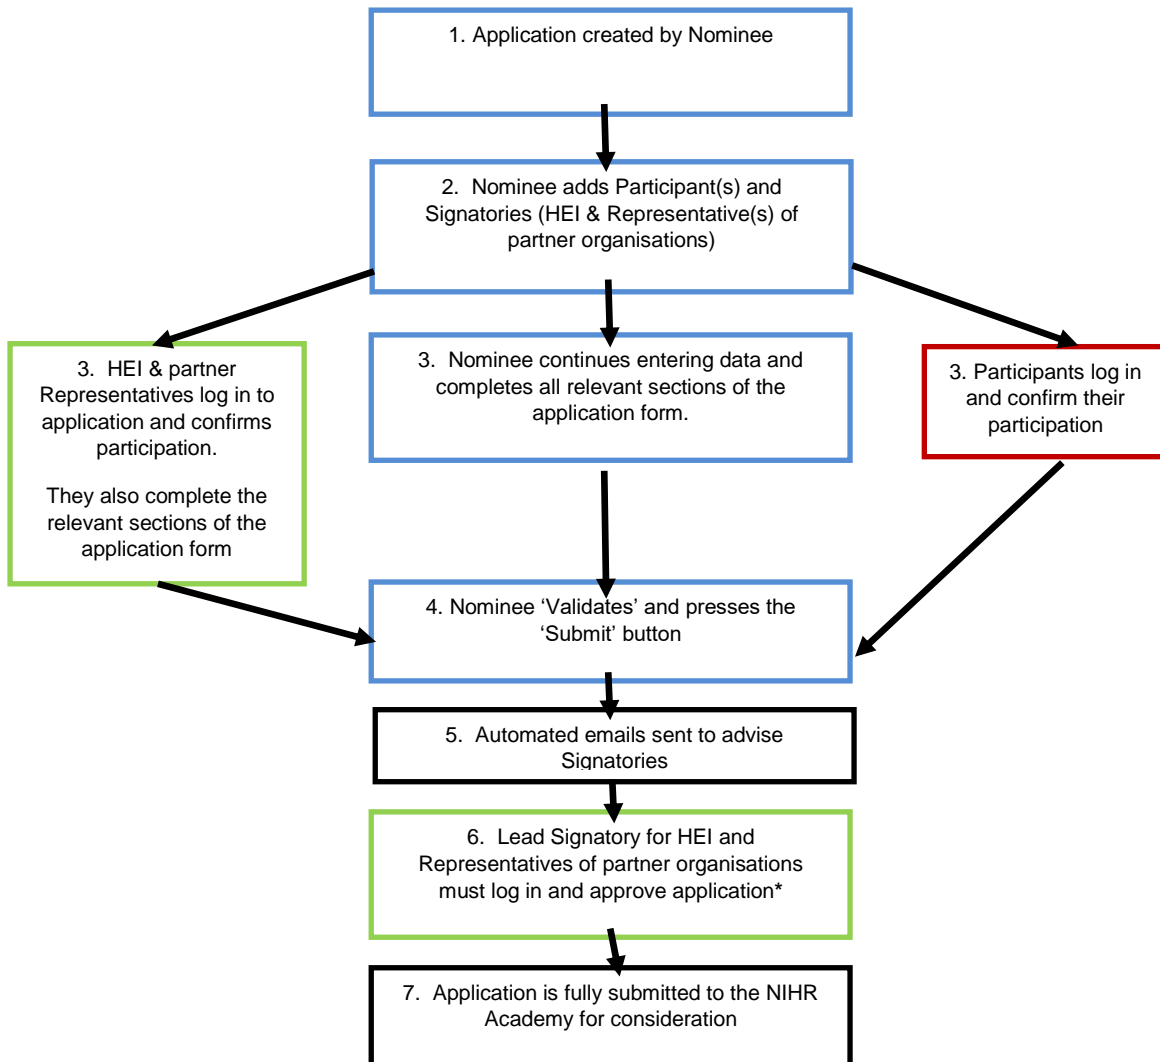 1. Application created by Nominee
2. Nominee adds Participant(s) and
Signatories (HEI & Representative(s) of
partner organisations)
3. HEI & partner
Representatives log in to
application and confirms
participation.
They also complete the
relevant sections of the
application form
3. Nominee continues entering data and
completes all relevant sections of the
application form.
3. Participants log in
and confirm their
participation
4. Nominee ‘Validates’ and presses the
‘Submit’ button
5. Automated emails sent to advise
Signatories
6. Lead Signatory for HEI and
Representatives of partner organisations
must log in and approve application*
7. Application is fully submitted to the NIHR
Academy for consideration